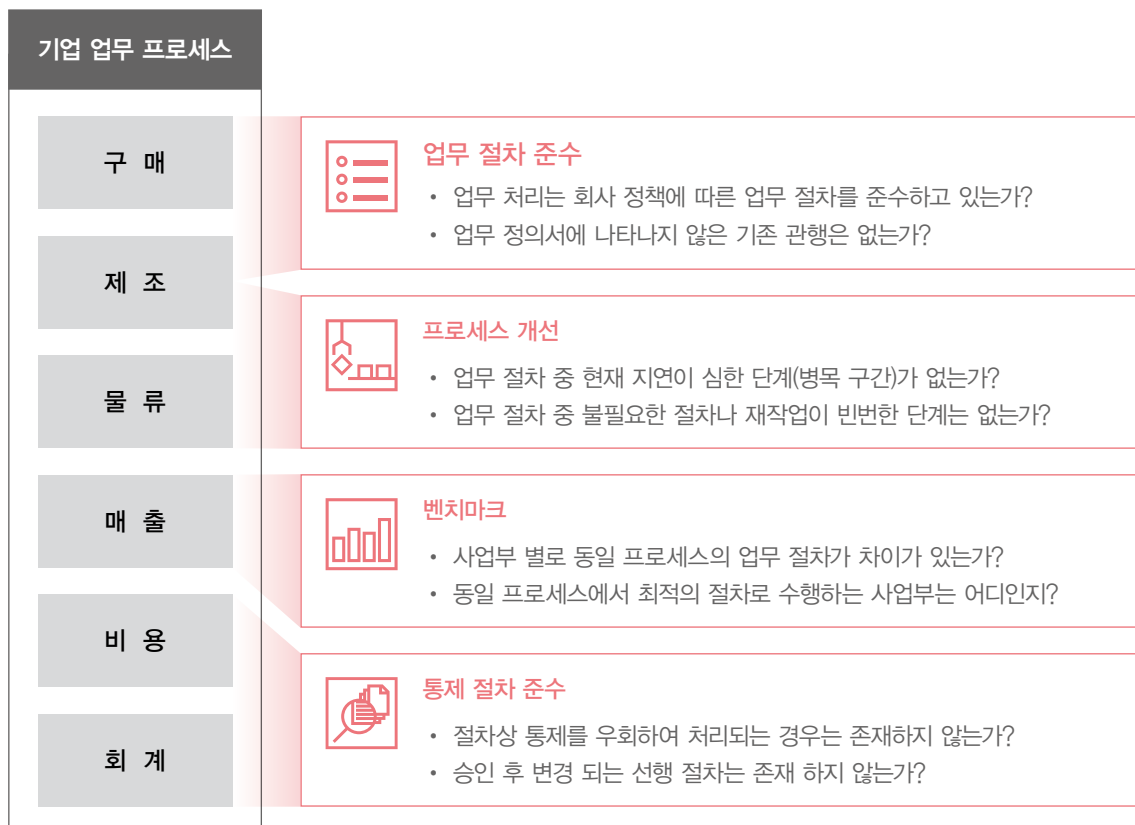 기업 업무 프로세스
구 매
제 조
물 류
매 출
비 용
회 계
업무 절차 준수
• 업무 처리는 회사 정책에 따른 업무 절차를 준수하고 있는가?
• 업무 정의서에 나타나지 않은 기존 관행은 없는가?
프로세스 개선
• 업무 절차 중 현재 지연이 심한 단계(병목 구간)가 없는가?
• 업무 절차 중 불필요한 절차나 재작업이 빈번한 단계는 없는가?
벤치마크
• 사업부 별로 동일 프로세스의 업무 절차가 차이가 있는가?
• 동일 프로세스에서 최적의 절차로 수행하는 사업부는 어디인지?
통제 절차 준수
• 절차상 통제를 우회하여 처리되는 경우는 존재하지 않는가?
• 승인 후 변경 되는 선행 절차는 존재 하지 않는가?